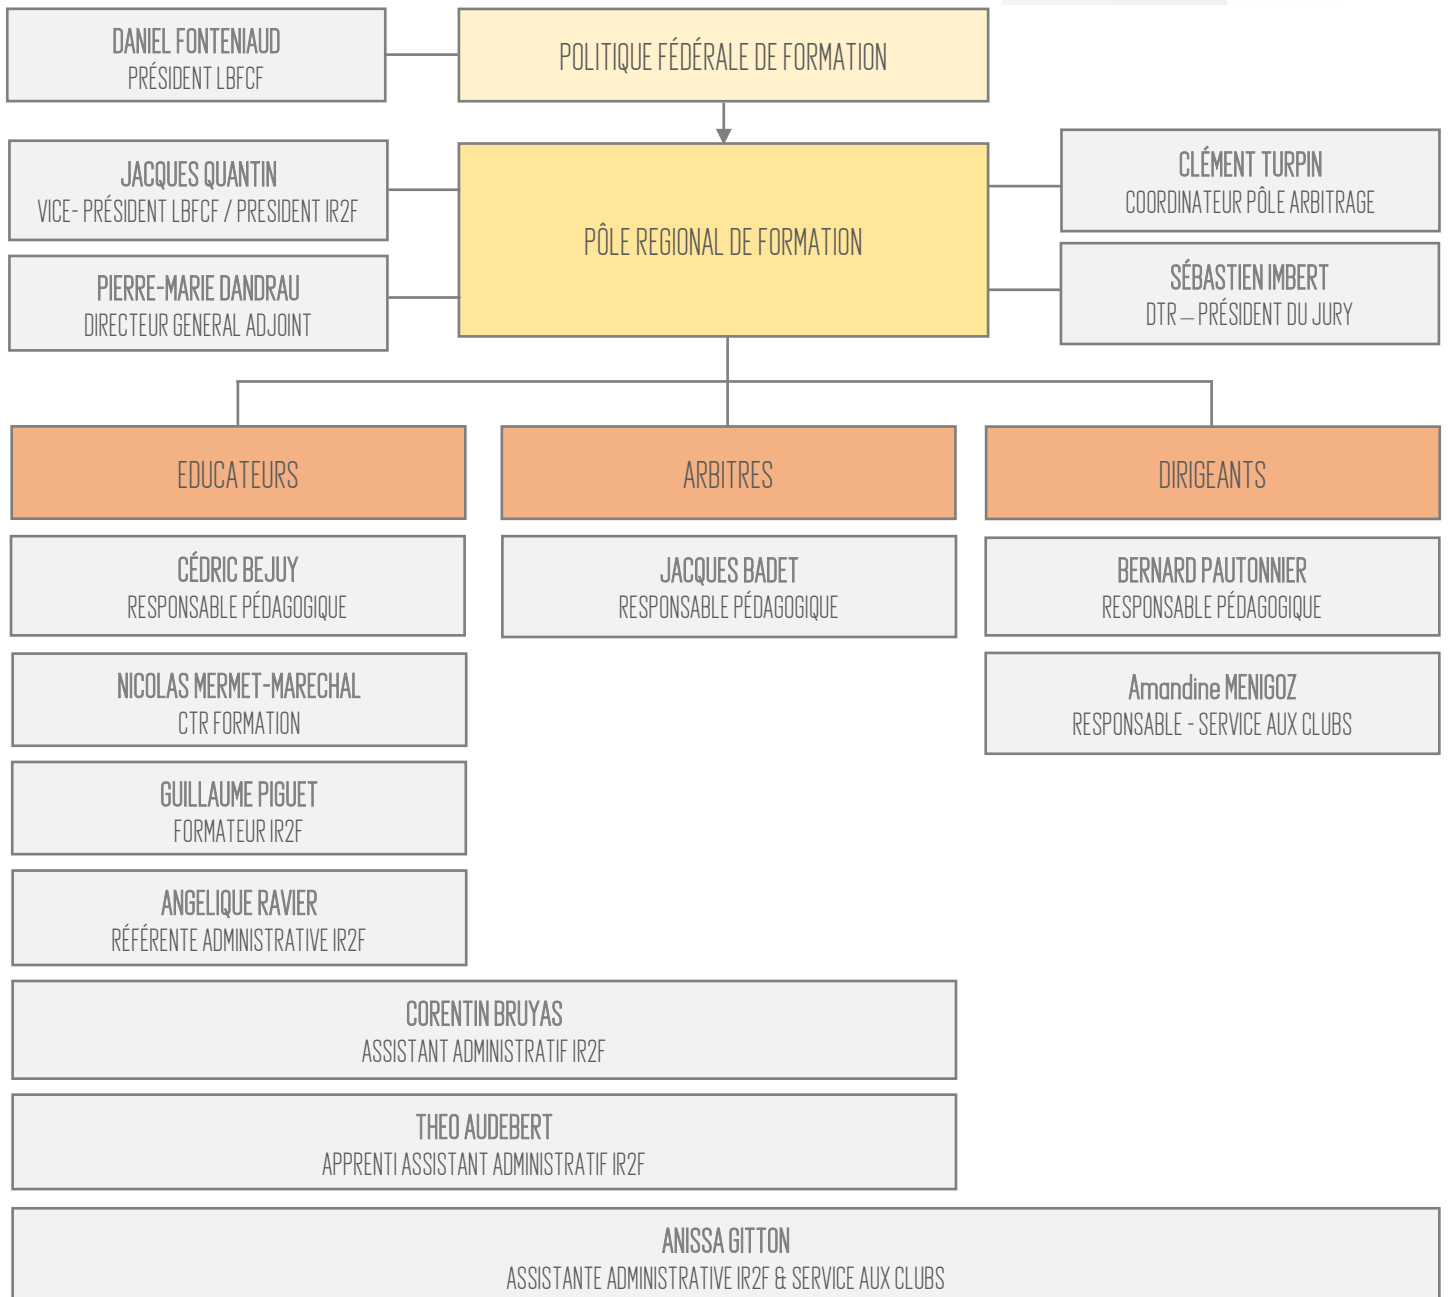 DANIEL FONTENIAUD
PRÉSIDENT LBFCF
POLITIQUE FÉDÉRALE DE FORMATION
JACQUES QUANTIN
VICE- PRÉSIDENT LBFCF / PRESIDENT IR2F
PIERRE-MARIE DANDRAU
DIRECTEUR GENERAL ADJOINT
PÔLE REGIONAL DE FORMATION
CLÉMENT TURPIN
COORDINATEUR PÔLE ARBITRAGE
SÉBASTIEN IMBERT
DTR – PRÉSIDENT DU JURY
EDUCATEURS
ARBITRES
DIRIGEANTS
CÉDRIC BEJUY
RESPONSABLE PÉDAGOGIQUE
JACQUES BADET
RESPONSABLE PÉDAGOGIQUE
BERNARD PAUTONNIER
RESPONSABLE PÉDAGOGIQUE
NICOLAS MERMET-MARECHAL
CTR FORMATION
Amandine MENIGOZ
RESPONSABLE - SERVICE AUX CLUBS
GUILLAUME PIGUET
FORMATEUR IR2F
ANGELIQUE RAVIER
RÉFÉRENTE ADMINISTRATIVE IR2F
CORENTIN BRUYAS
ASSISTANT ADMINISTRATIF IR2F
THEO AUDEBERT
APPRENTI ASSISTANT ADMINISTRATIF IR2F
ANISSA GITTON
ASSISTANTE ADMINISTRATIVE IR2F & SERVICE AUX CLUBS